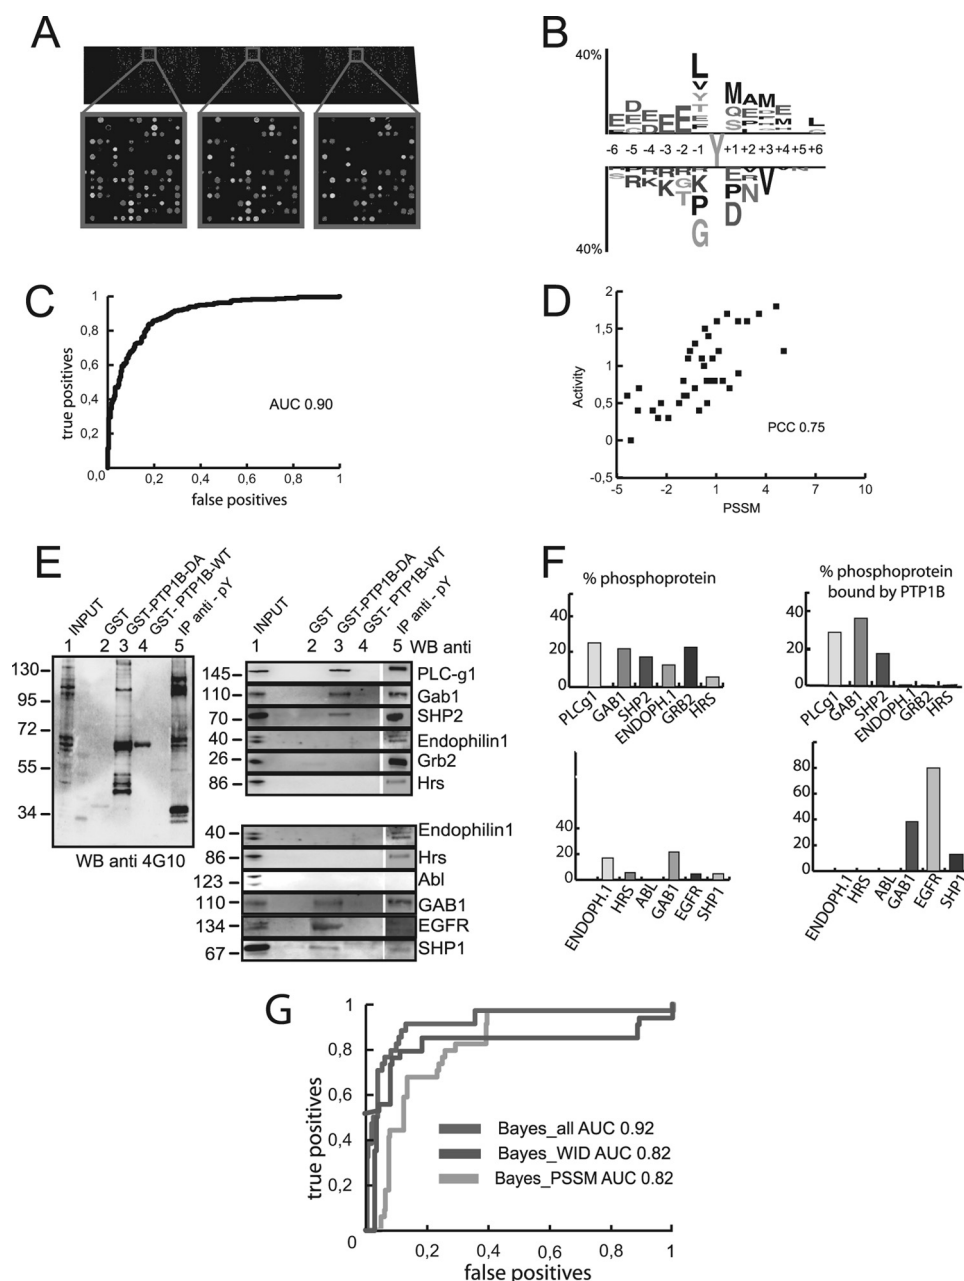 A
B
40%
L
V
Y
T
E
F
M
Q
S
A
E
P
M
E
M
L
E
D
E
E
D
E
E
-6 -5 -4 -3 -2 -1 Y +1 +2 +3 +4 +5 +6
S
R
K
K
G
T
K
P
G
E
P
D
R
N
V
40%
C
1
0,8
0,6
0,4
0,2
0,0
true positives
AUC 0.90
0,2 0,4 0,6 0,8 1
false positives
D
2
1,5
1
0,5
0
-0,5
Activity
PCC 0.75
-5 -2 1 4 7 10
PSSM
E
INPUT
GST
GST-PTP1B-DA
GST- PTP1B-WT
IP anti - pY
1 2 3 4 5
130
95
72
55
34
WB anti 4G10
INPUT
GST
GST-PTP1B-DA
GST-PTP1B-WT
IP anti - pY
1 2 3 4 5 WB anti
145 PLC-g1
110 Gab1
70 SHP2
40 Endophilin1
26 Grb2
86 Hrs
40 Endophilin1
86 Hrs
123 Abl
110 GAB1
134 EGFR
67 SHP1
F
% phosphoprotein
40
20
0
PLCg1
GAB1
SHP2
ENDOPH.1
GRB2
HRS
% phosphoprotein
bound by PTP1B
40
20
0
PLCg1
GAB1
SHP2
ENDOPH.1
GRB2
HRS
40
20
0
ENDOPH.1
HRS
ABL
GAB1
EGFR
SHP1
80
60
40
20
0
ENDOPH.1
HRS
ABL
GAB1
EGFR
SHP1
G
1
0,8
0,6
0,4
0,2
0
true positives
Bayes_all AUC 0.92
Bayes_WID AUC 0.82
Bayes_PSSM AUC 0.82
0,2 0,4 0,6 0,8 1
false positives